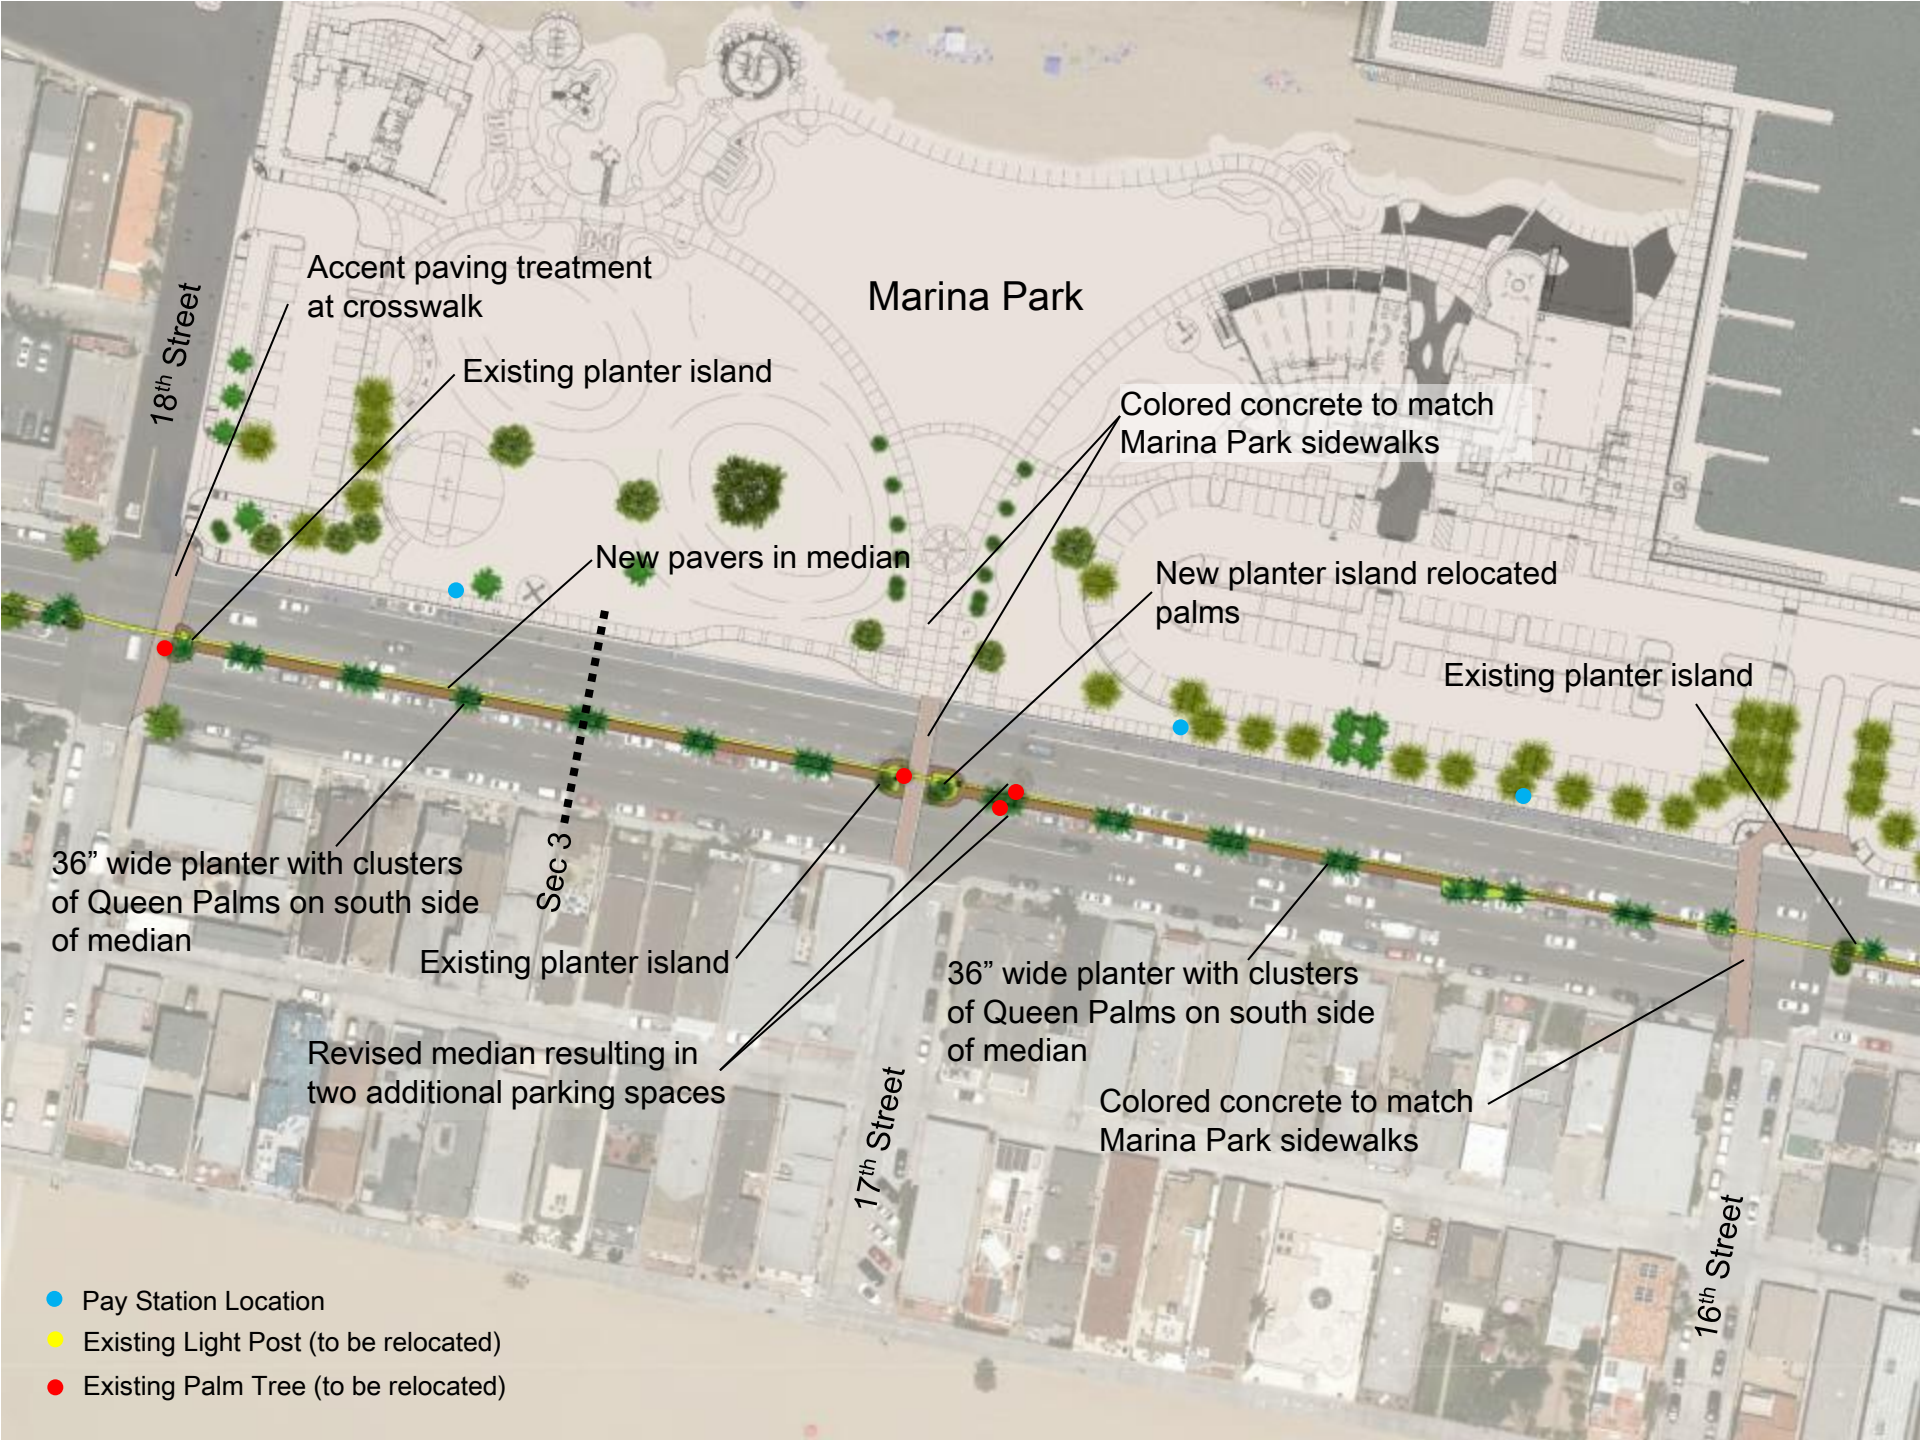 Accent paving treatment
at crosswalk
18th Street
Marina Park
Existing planter island
Colored concrete to match
Marina Park sidewalks
New pavers in median
New planter island relocated
palms
Existing planter island
36” wide planter with clusters
of Queen Palms on south side
of median
Sec 3
Existing planter island
36” wide planter with clusters
of Queen Palms on south side
of median
Revised median resulting in
two additional parking spaces
17th Street
Colored concrete to match
Marina Park sidewalks
16th Street
Pay Station Location
Existing Light Post (to be relocated)
Existing Palm Tree (to be relocated)